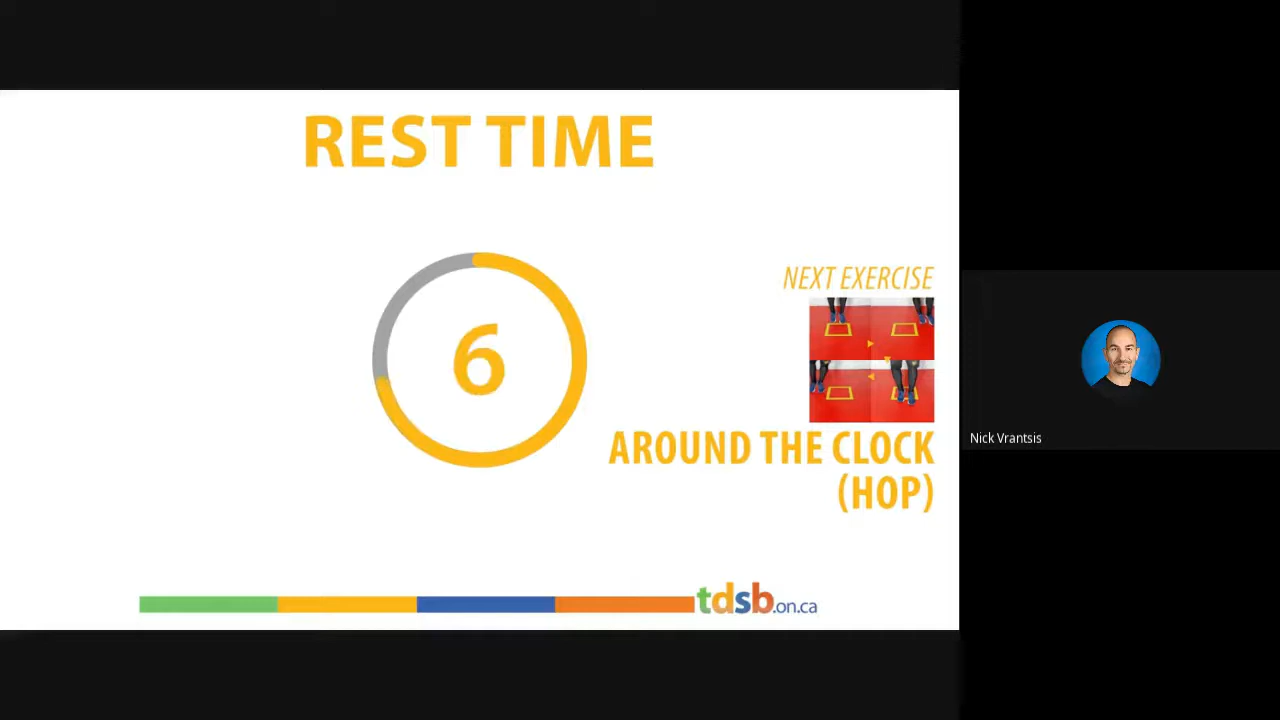 REST TIME
6
NEXT EXERCISE
AROUND THE CLOCK
(HOP)
tdsb.on.ca
Nick Vrantsis